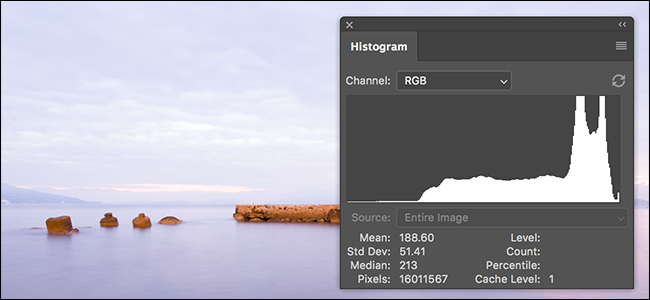 Histogram
Channel: RGB
Source: Entire Image
Mean: 188.60 Level:
Std Dev: 51.41 Count:
Median: 213 Percentile:
Pixels: 16011567 Cache Level: 1